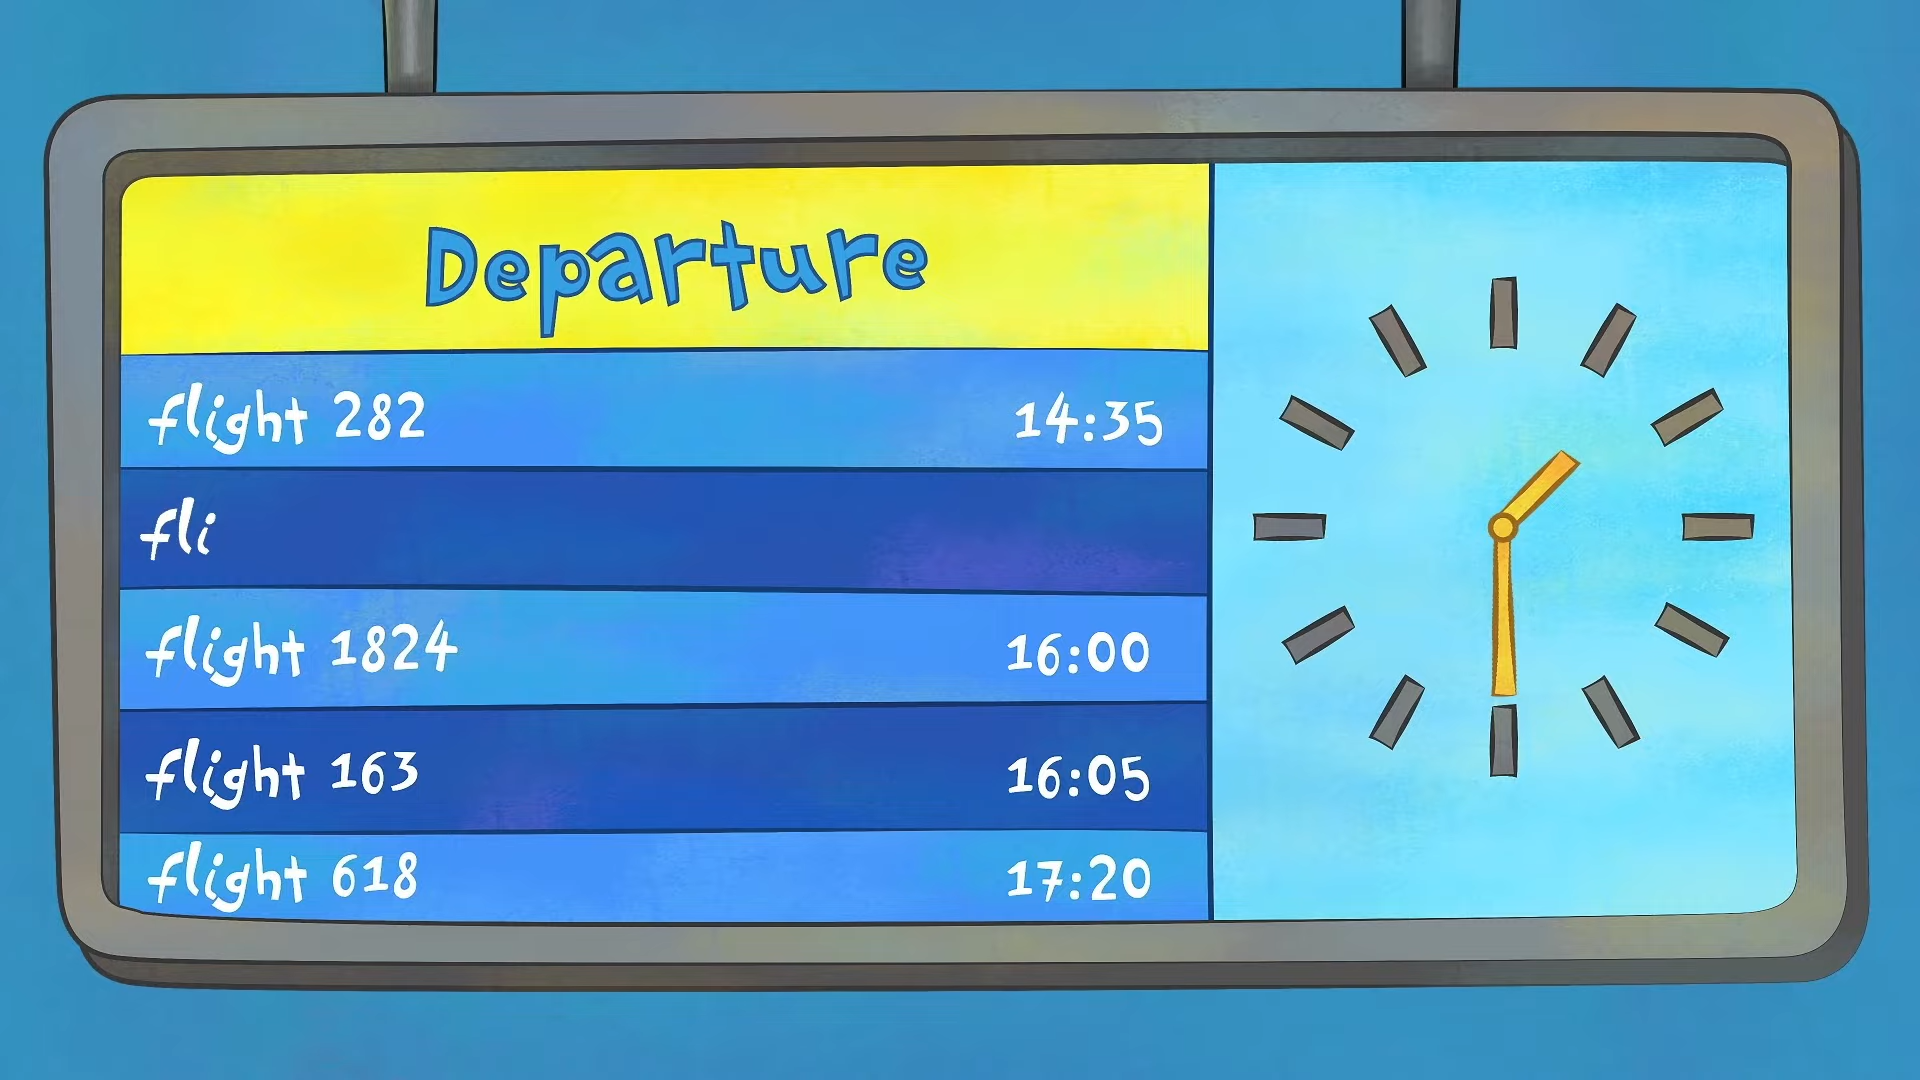 Departure
flight 282 14:35
fli
flight 1824 16:00
flight 163 16:05
flight 618 17:20